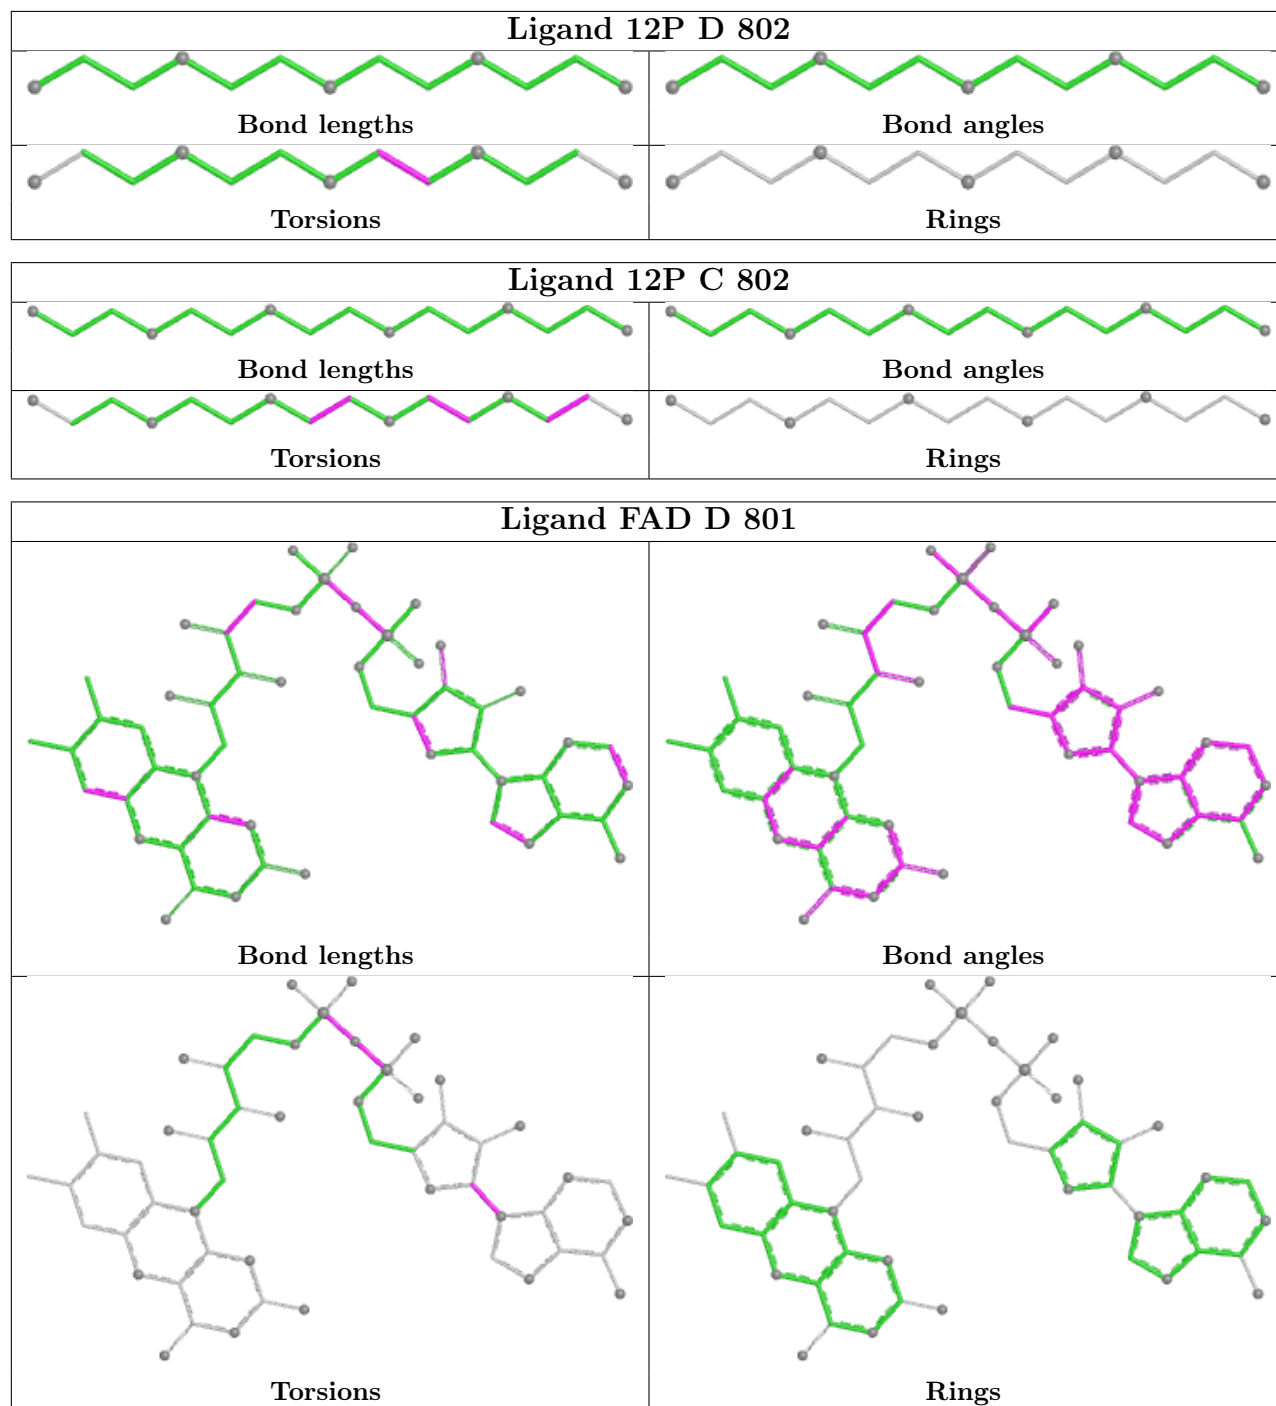 Ligand 12P D 802
Bond lengths
Bond angles
Torsions
Rings
Ligand 12P C 802
Bond lengths
Bond angles
Torsions
Rings
Ligand FAD D 801
Bond lengths
Bond angles
Torsions
Rings